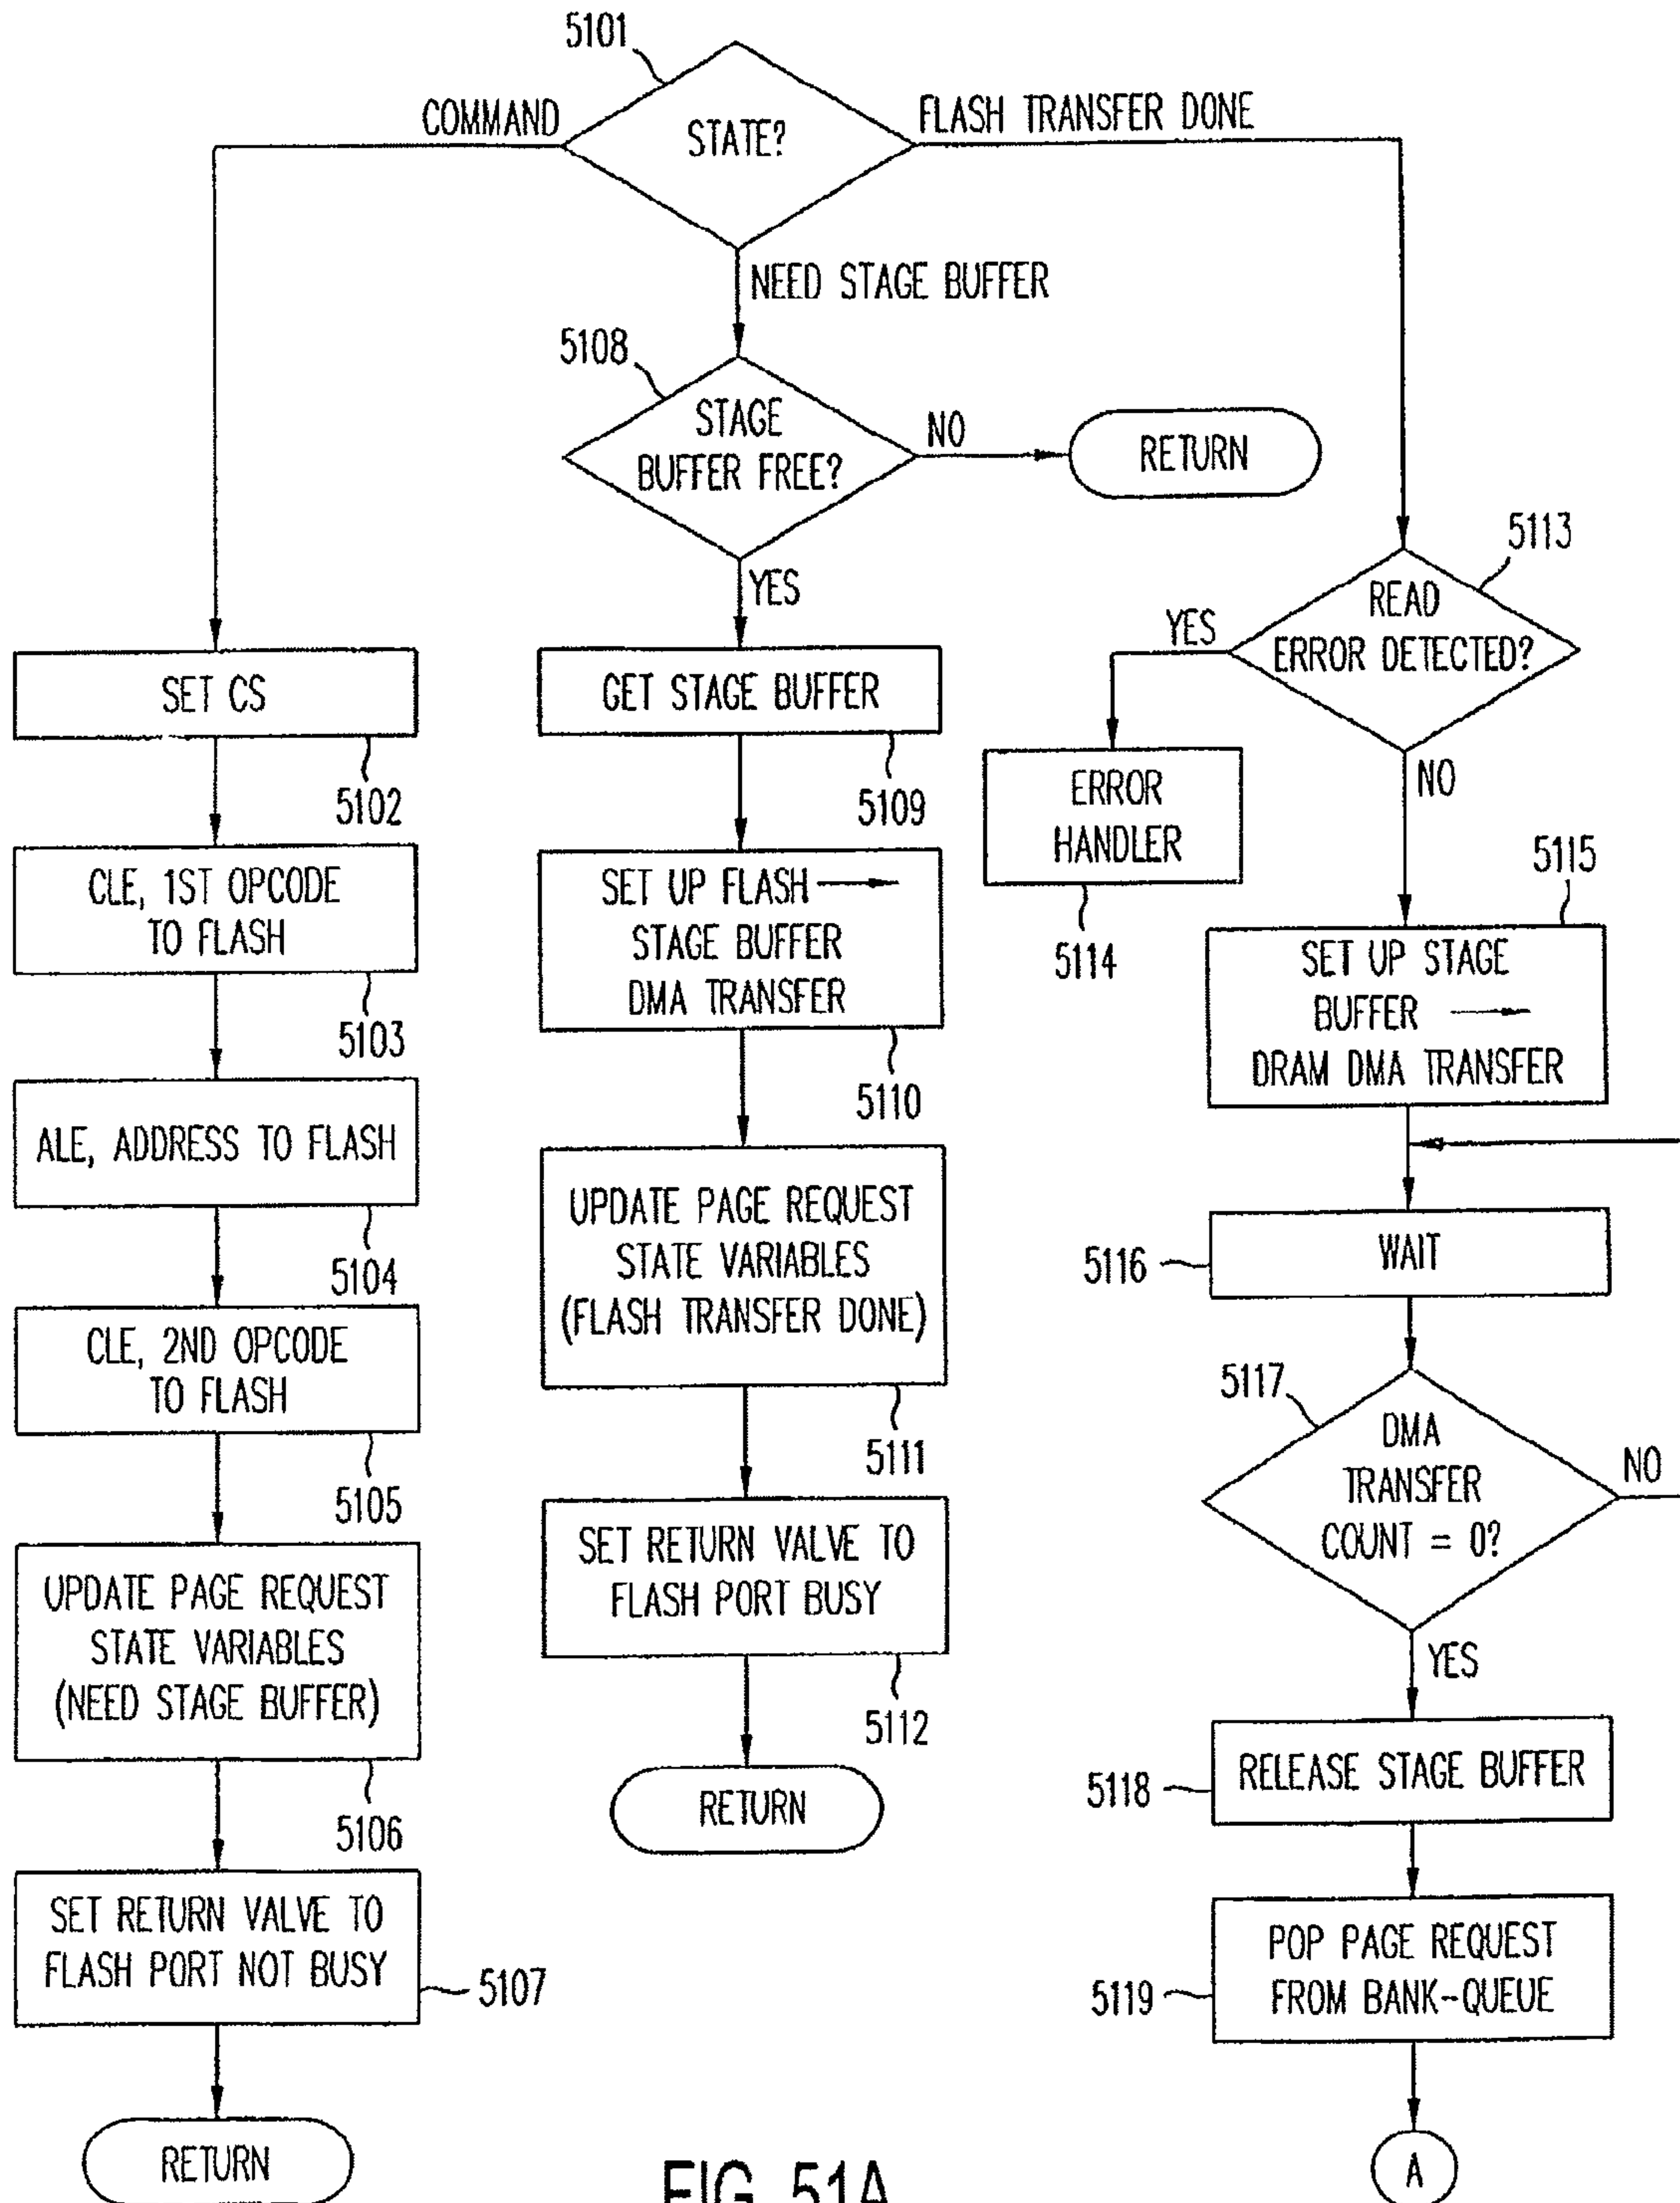 5101
STATE?
COMMAND
FLASH TRANSFER DONE
NEED STAGE BUFFER
5108
STAGE
BUFFER FREE?
NO
RETURN
YES
5113
READ
ERROR DETECTED?
YES
NO
SET CS
5102
CLE, 1ST OPCODE
TO FLASH
5103
ALE, ADDRESS TO FLASH
5104
CLE, 2ND OPCODE
TO FLASH
5105
UPDATE PAGE REQUEST
STATE VARIABLES
(NEED STAGE BUFFER)
5106
SET RETURN VALVE TO
FLASH PORT NOT BUSY
5107
RETURN
GET STAGE BUFFER
5109
SET UP FLASH →
STAGE BUFFER
DMA TRANSFER
5110
UPDATE PAGE REQUEST
STATE VARIABLES
(FLASH TRANSFER DONE)
5111
SET RETURN VALVE TO
FLASH PORT BUSY
5112
RETURN
ERROR
HANDLER
5114
5115
SET UP STAGE
BUFFER →
DRAM DMA TRANSFER
5116
WAIT
5117
DMA
TRANSFER
COUNT = 0?
NO
YES
5118
RELEASE STAGE BUFFER
5119
POP PAGE REQUEST
FROM BANK-QUEUE
A
FIG. 51A